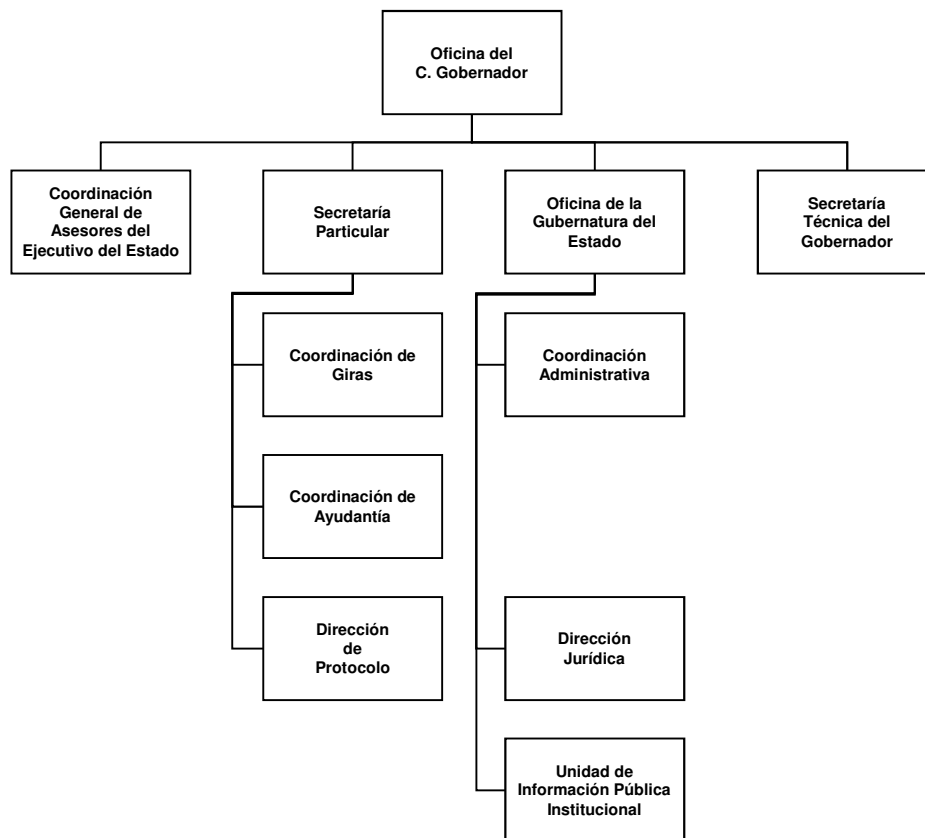 Oficina del
C. Gobernador
Coordinación
General de
Asesores del
Ejecutivo del Estado
Secretaría
Particular
Oficina de la
Gubernatura del
Estado
Secretaría
Técnica del
Gobernador
Coordinación de
Giras
Coordinación
Administrativa
Coordinación de
Ayudantía
Dirección
de
Protocolo
Dirección
Jurídica
Unidad de
Información Pública
Institucional